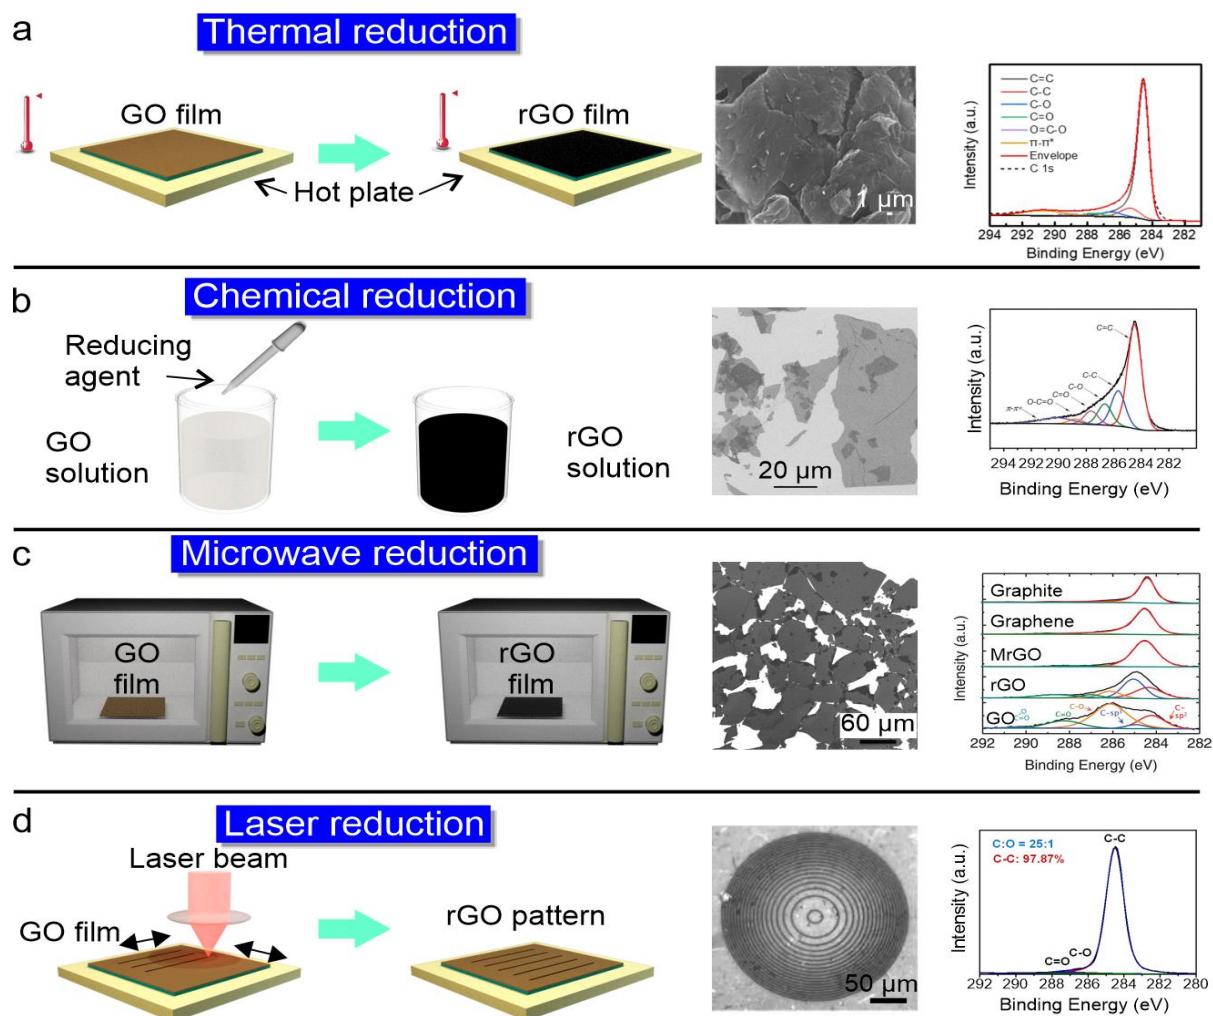 a
Thermal reduction
GO film
rGO film
Hot plate
1 µm
Intensity (a.u.)
C=C
C-C
C-O
C=O
O=C-O
π-π*
Envelope
C 1s
294 292 290 288 286 284 282
Binding Energy (eV)
b
Chemical reduction
Reducing
agent
GO
solution
rGO
solution
20 µm
Intensity (a.u.)
C=C
C-C
C-O
C=O
O-C=O
π-π*
294 292 290 288 286 284 282
Binding Energy (eV)
c
Microwave reduction
GO
film
rGO
film
60 µm
Intensity (a.u.)
Graphite
Graphene
MrGO
rGO
GO
C=O
C-O
C-sp³
C-
sp²
292 290 288 286 284 282
Binding Energy (eV)
d
Laser reduction
Laser beam
GO film
rGO pattern
50 µm
Intensity (a.u.)
C:O = 25:1
C-C: 97.87%
C-C
C=O
C-O
292 290 288 286 284 282 280
Binding Energy (eV)